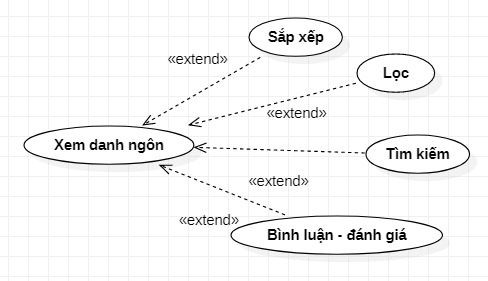 Sắp xếp
«extend»
Lọc
«extend»
Xem danh ngôn
Tìm kiếm
«extend»
«extend»
Bình luận - đánh giá